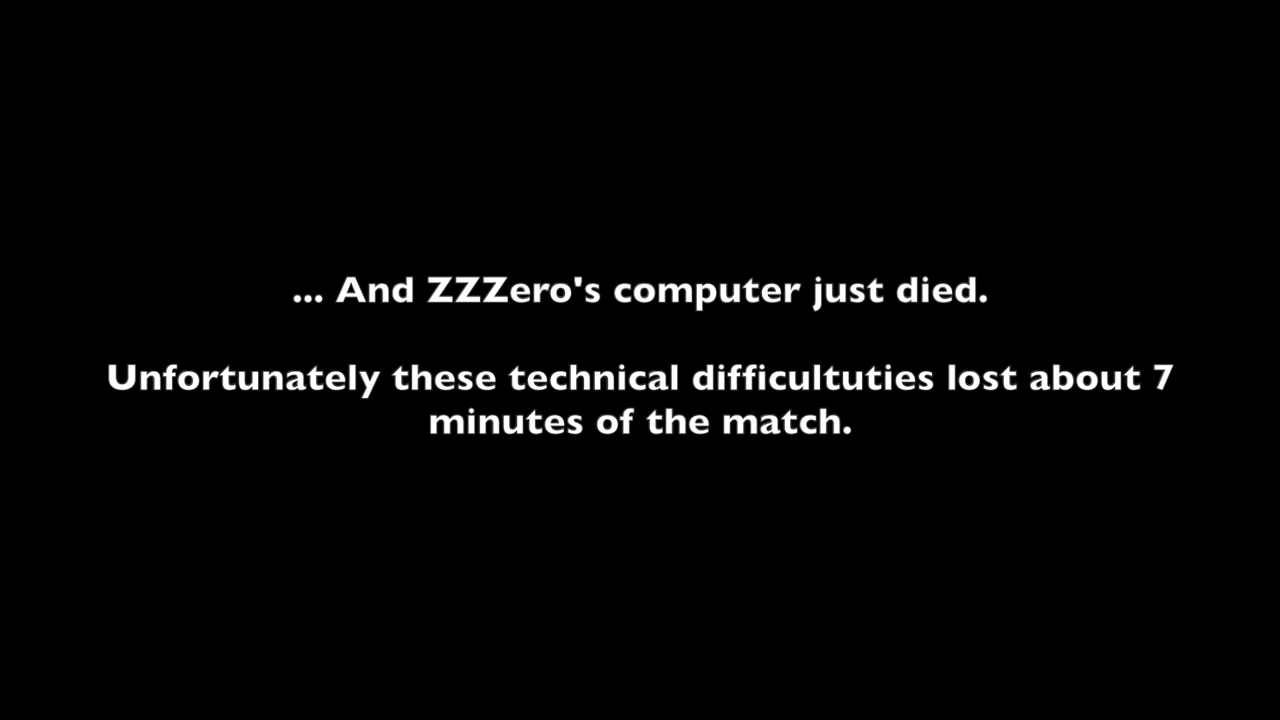 ... And ZZZero's computer just died.
Unfortunately these technical difficultuties lost about 7
minutes of the match.